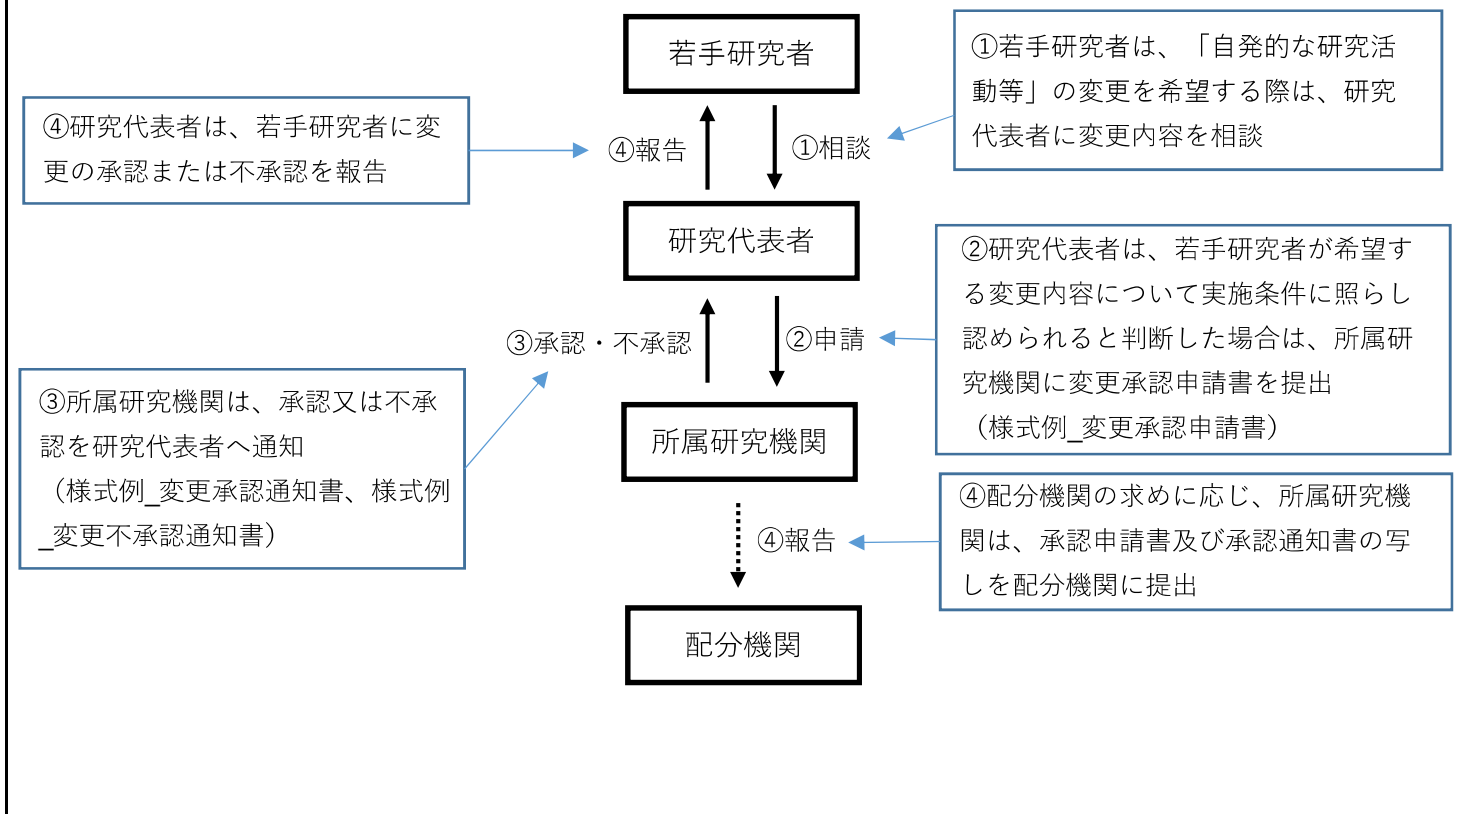 若手研究者
①若手研究者は、「自発的な研究活
動等」の変更を希望する際は、研究
代表者に変更内容を相談
④研究代表者は、若手研究者に変
更の承認または不承認を報告
④報告
①相談
研究代表者
②研究代表者は、若手研究者が希望す
る変更内容について実施条件に照らし
認められると判断した場合は、所属研
究機関に変更承認申請書を提出
（様式例_変更承認申請書）
③承認・不承認
②申請
③所属研究機関は、承認又は不承
認を研究代表者へ通知
（様式例_変更承認通知書、様式例
_変更不承認通知書）
所属研究機関
④配分機関の求めに応じ、所属研究機
関は、承認申請書及び承認通知書の写
しを配分機関に提出
④報告
配分機関